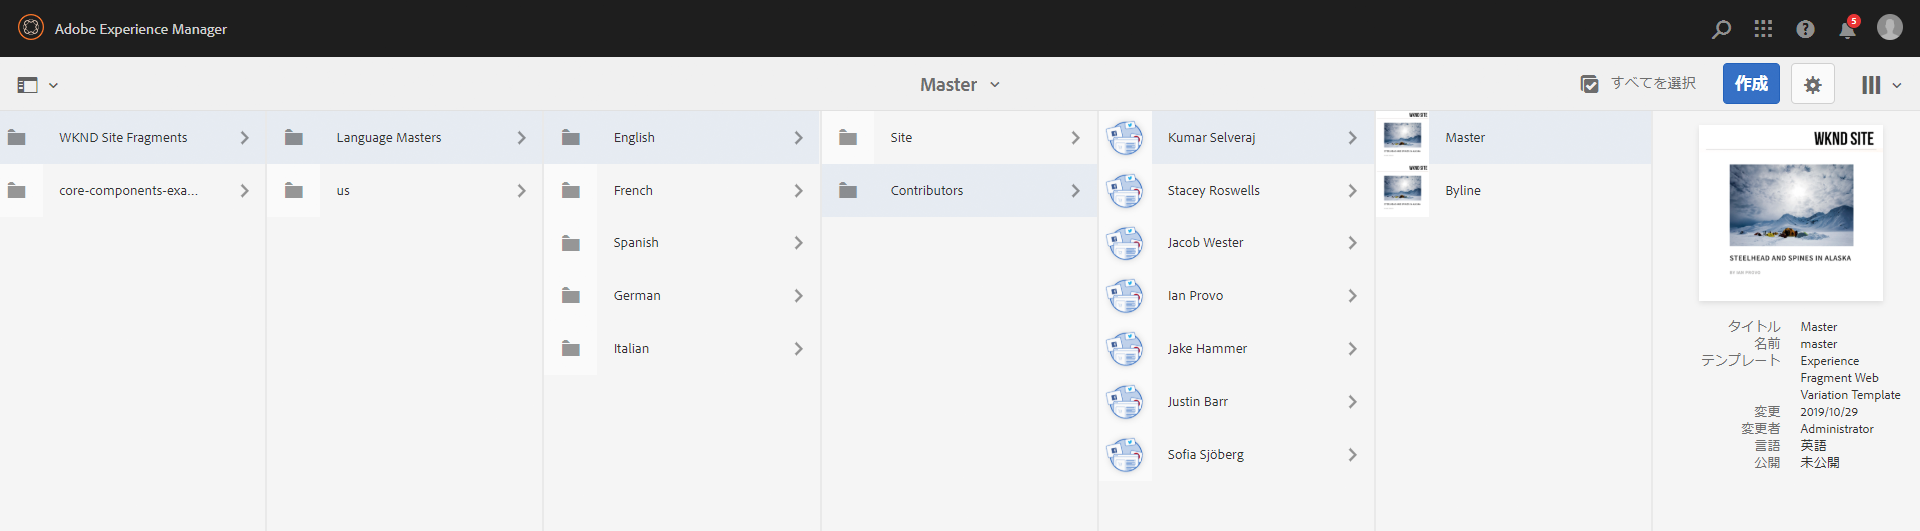 Adobe Experience Manager
5
Master
すべてを選択
作成
WKND Site Fragments
core-components-exa...
Language Masters
us
English
French
Spanish
German
Italian
Site
Contributors
Kumar Selveraj
Stacey Roswells
Jacob Wester
Ian Provo
Jake Hammer
Justin Barr
Sofia Sjöberg
Master
Byline
WKND SITE
STEELHEAD AND SPINES IN ALASKA
BY IAN PROVO
タイトル Master
名前 master
テンプレート Experience
Fragment Web
Variation Template
変更 2019/10/29
変更者 Administrator
言語 英語
公開 未公開